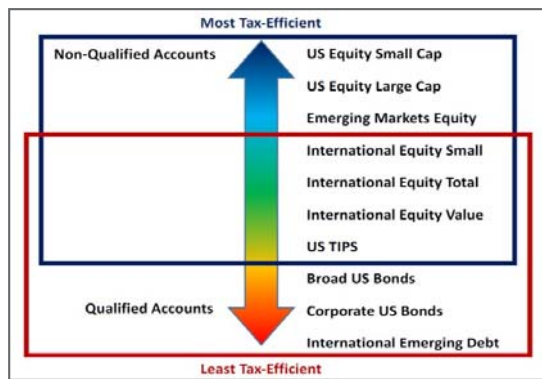 Most Tax-Efficient
Non-Qualified Accounts
US Equity Small Cap
US Equity Large Cap
Emerging Markets Equity
International Equity Small
International Equity Total
International Equity Value
US TIPS
Broad US Bonds
Qualified Accounts
Corporate US Bonds
International Emerging Debt
Least Tax-Efficient